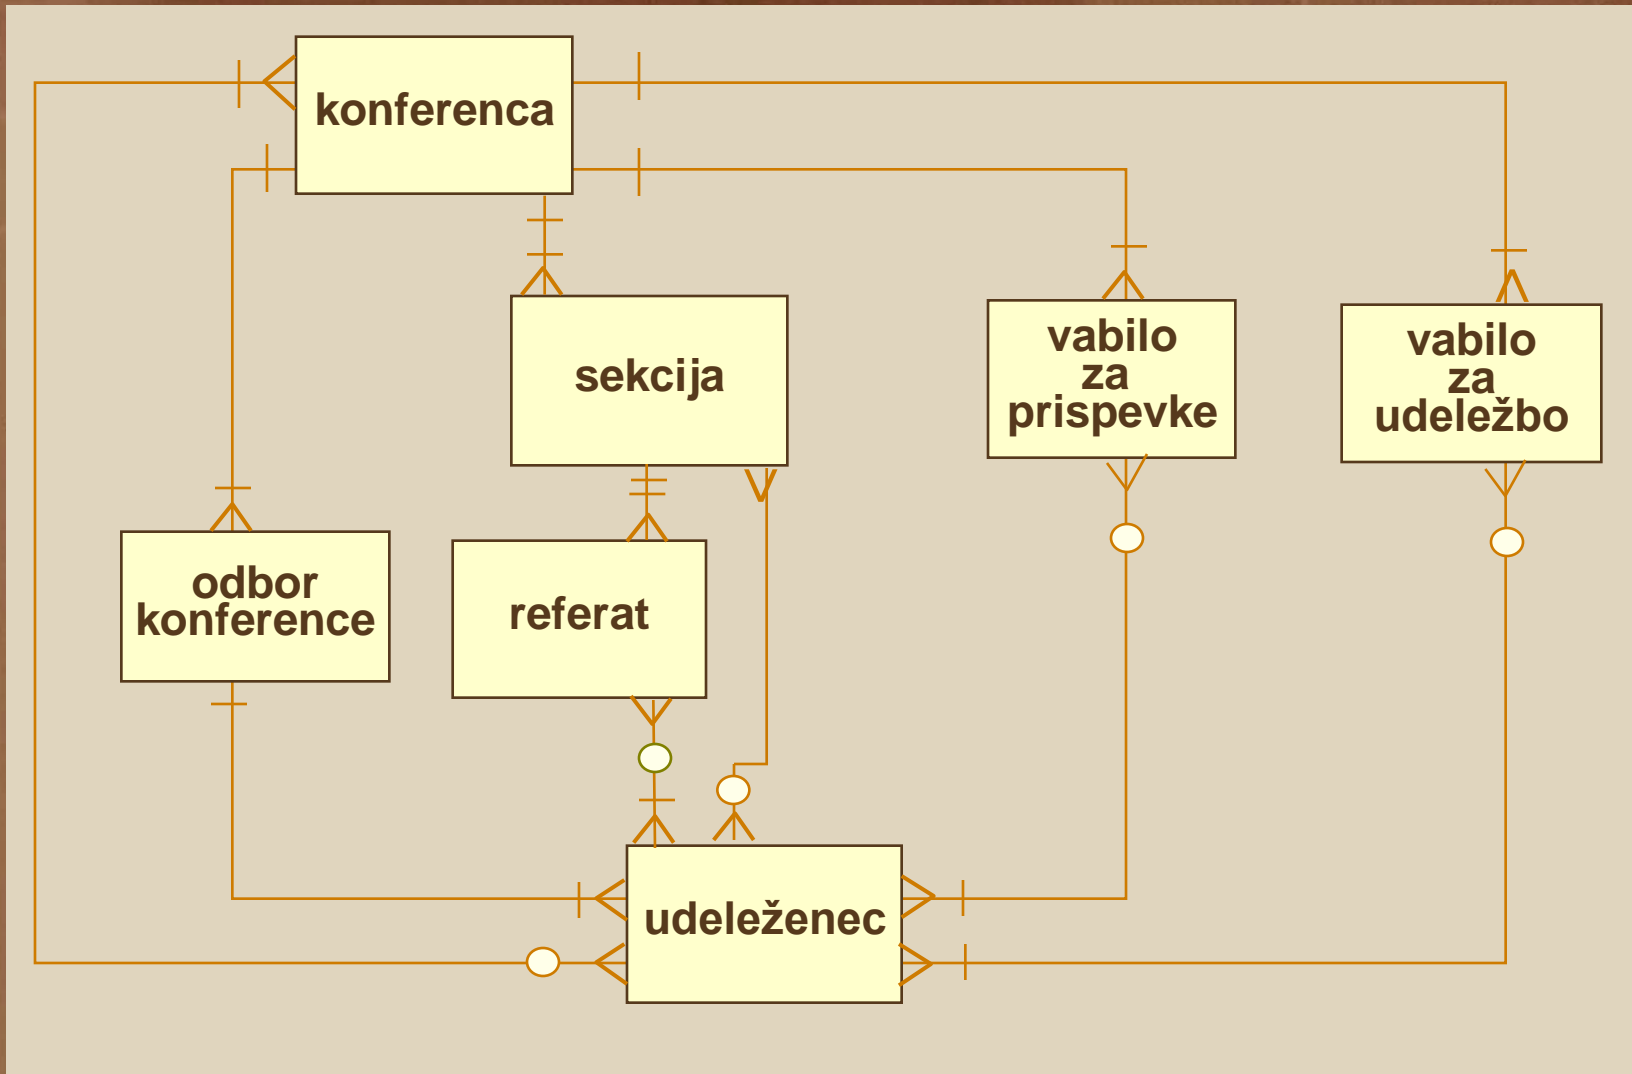 konferenca
sekcija
vabilo
za
prispevke
vabilo
za
udeležbo
odbor
konference
referat
udeleženec